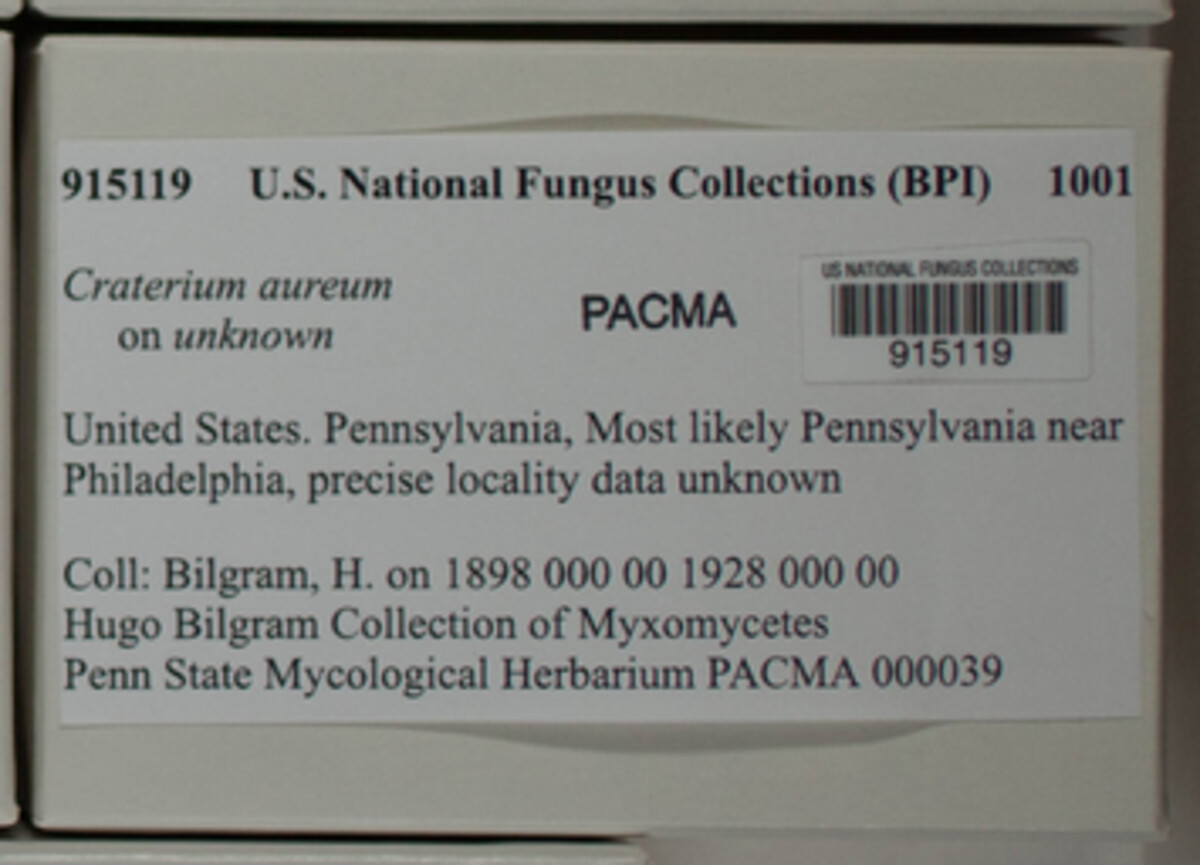 915119 U.S. National Fungus Collections (BPI) 1001
Craterium aureum
on unknown
PACMA
US NATIONAL FUNGUS COLLECTIONS
915119
United States. Pennsylvania, Most likely Pennsylvania near
Philadelphia, precise locality data unknown
Coll: Bilgram, H. on 1898 000 00 1928 000 00
Hugo Bilgram Collection of Myxomycetes
Penn State Mycological Herbarium PACMA 000039